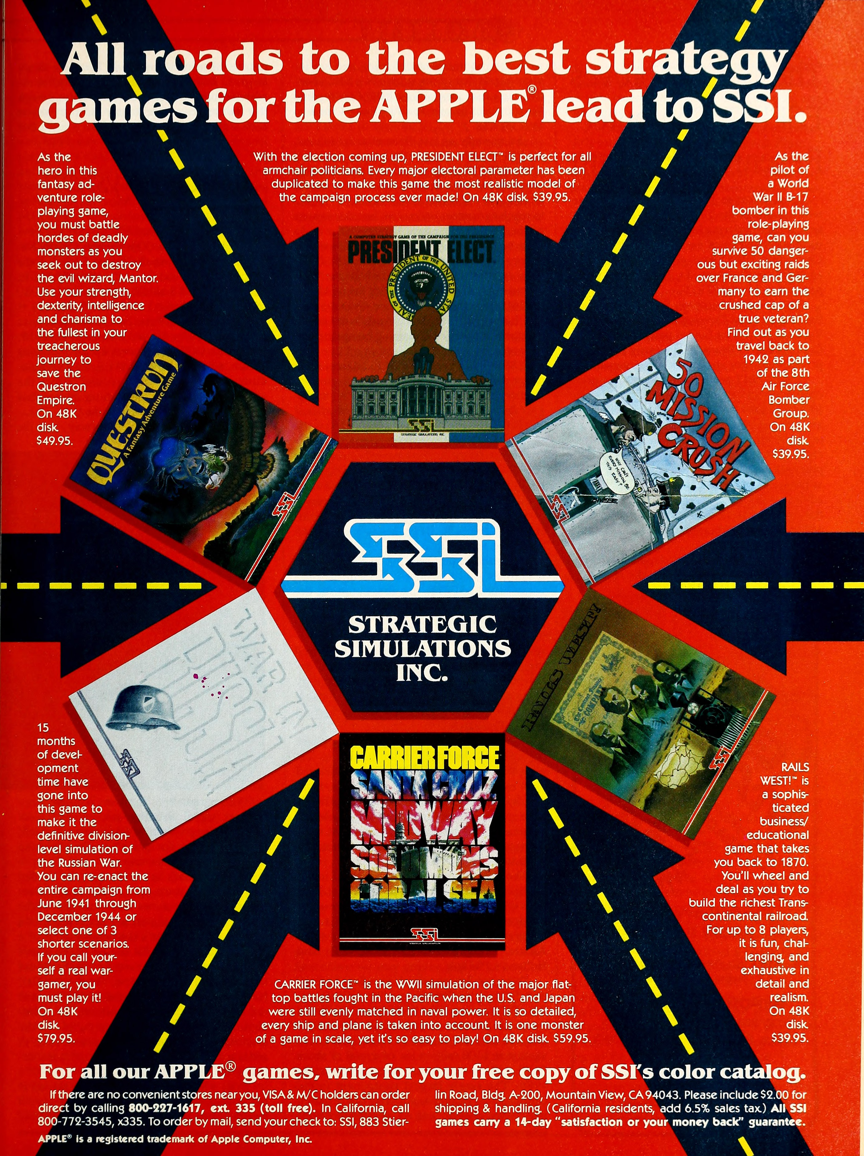 All roads to the best strategy
games for the APPLE® lead to SSI.
As the
hero in this
fantasy ad-
venture role-
playing game,
you must battle
hordes of deadly
monsters as you
seek out to destroy
the evil wizard, Mantor.
Use your strength,
dexterity, intelligence
and charisma to
the fullest in your
treacherous
journey to
save the
Questron
Empire.
On 48K
disk.
$49.95.
With the election coming up, PRESIDENT ELECT™ is perfect for all
armchair politicians. Every major electoral parameter has been
duplicated to make this game the most realistic model of
the campaign process ever made! On 48K disk. $39.95.
As the
pilot of
a World
War II B-17
bomber in this
role-playing
game, can you
survive 50 danger-
ous but exciting raids
over France and Ger-
many to earn the
crushed cap of a
true veteran?
Find out as you
travel back to
1942 as part
of the 8th
Air Force
Bomber
Group.
On 48K
disk.
$39.95.
PRESIDENT ELECT
SSI
QUESTRON
A Fantasy Adventure Game
SSI
50
MISSION
CRUSH
SSI
SSI
STRATEGIC
SIMULATIONS
INC.
WAR IN
RUSSIA
SSI
RAILS WEST!
SSI
CARRIER FORCE
SANTA CRUZ
MIDWAY
SOLOMONS
CORAL SEA
SSI
15
months
of devel-
opment
time have
gone into
this game to
make it the
definitive division-
level simulation of
the Russian War.
You can re-enact the
entire campaign from
June 1941 through
December 1944 or
select one of 3
shorter scenarios.
If you call your-
self a real war-
gamer, you
must play it!
On 48K
disk.
$79.95.
CARRIER FORCE™ is the WWII simulation of the major flat-
top battles fought in the Pacific when the U.S. and Japan
were still evenly matched in naval power. It is so detailed,
every ship and plane is taken into account. It is one monster
of a game in scale, yet it's so easy to play! On 48K disk. $59.95.
RAILS
WEST!™ is
a sophis-
ticated
business/
educational
game that takes
you back to 1870.
You'll wheel and
deal as you try to
build the richest Trans-
continental railroad.
For up to 8 players,
it is fun, chal-
lenging, and
exhaustive in
detail and
realism.
On 48K
disk.
$39.95.
For all our APPLE® games, write for your free copy of SSI's color catalog.
If there are no convenient stores near you, VISA & M/C holders can order
direct by calling 800-227-1617, ext. 335 (toll free). In California, call
800-772-3545, x335. To order by mail, send your check to: SSI, 883 Stier-
lin Road, Bldg. A-200, Mountain View, CA 94043. Please include $2.00 for
shipping & handling. (California residents, add 6.5% sales tax.) All SSI
games carry a 14-day "satisfaction or your money back" guarantee.
APPLE® is a registered trademark of Apple Computer, Inc.